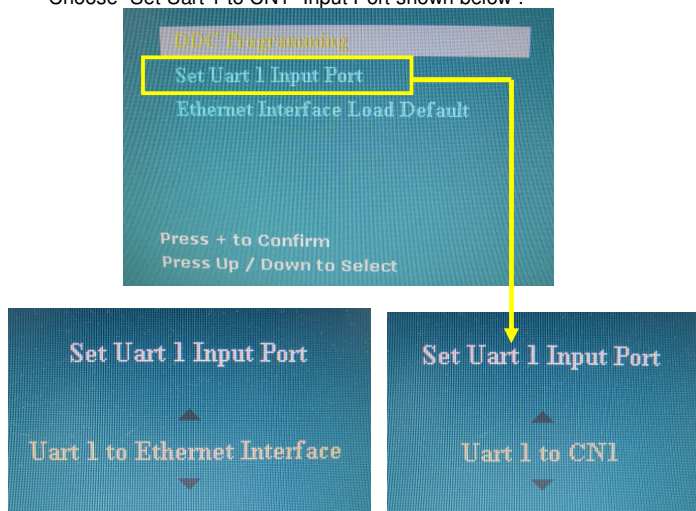 Choose "Set Uart 1 to CN1" Input Port shown below :
DDC Programming
Set Uart 1 Input Port
Ethernet Interface Load Default
Press + to Confirm
Press Up / Down to Select
Set Uart 1 Input Port
Uart 1 to Ethernet Interface
Set Uart 1 Input Port
Uart 1 to CN1